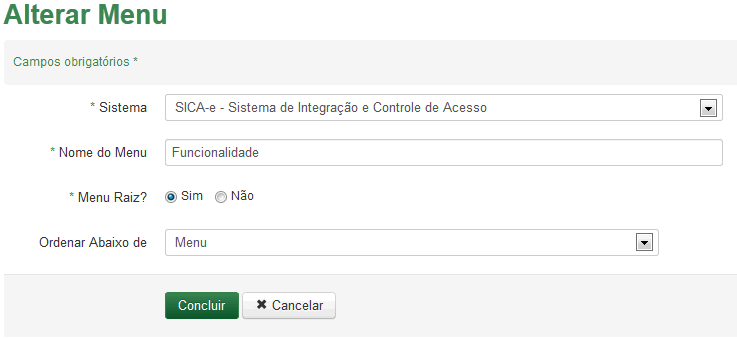 Alterar Menu
Campos obrigatórios *
* Sistema SICA-e - Sistema de Integração e Controle de Acesso
* Nome do Menu Funcionalidade
* Menu Raiz? Sim Não
Ordenar Abaixo de Menu
Concluir ✖ Cancelar